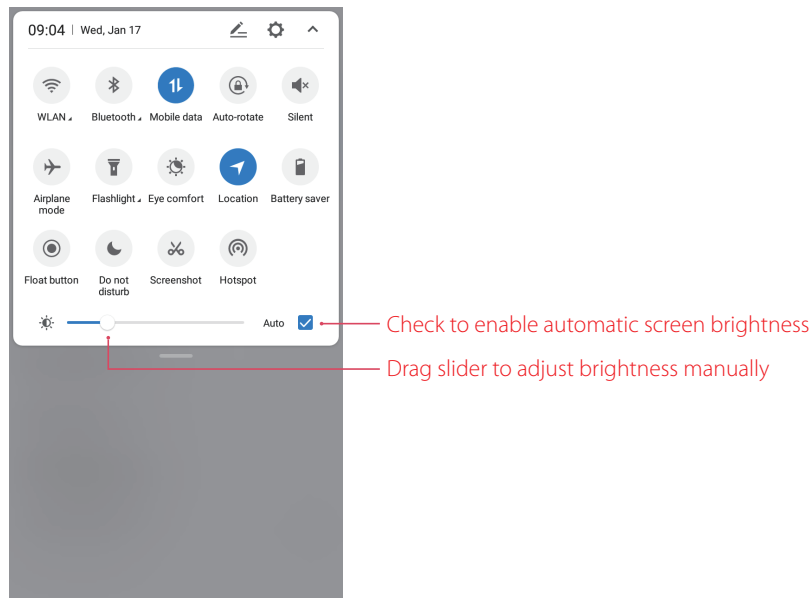 09:04 | Wed, Jan 17
WLAN Bluetooth Mobile data Auto-rotate Silent
Airplane mode Flashlight Eye comfort Location Battery saver
Float button Do not disturb Screenshot Hotspot
Auto
Check to enable automatic screen brightness
Drag slider to adjust brightness manually